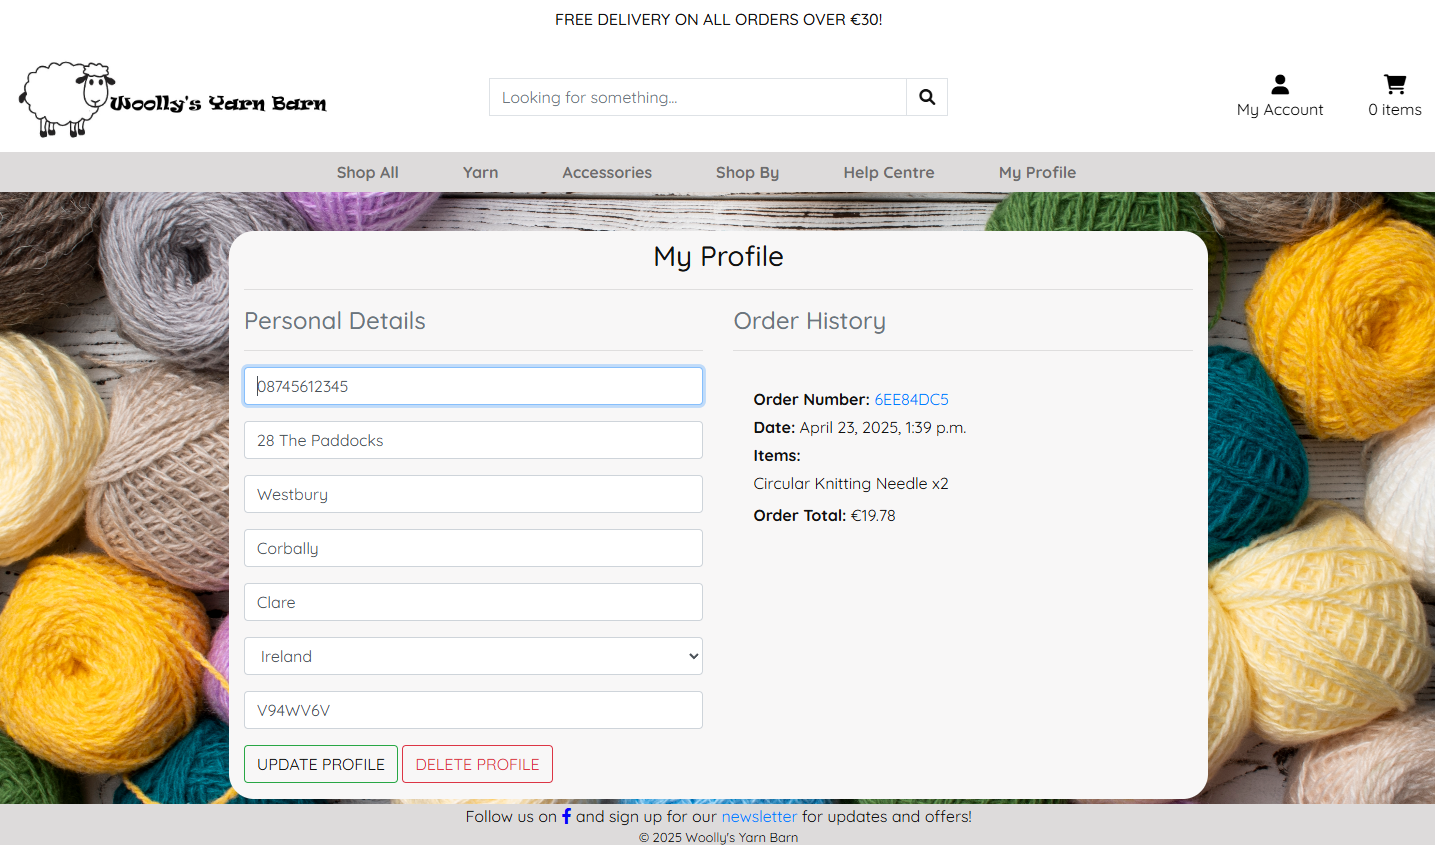 FREE DELIVERY ON ALL ORDERS OVER €30!
Woolly's Yarn Barn
Looking for something...
My Account
0 items
Shop All
Yarn
Accessories
Shop By
Help Centre
My Profile
My Profile
Personal Details
08745612345
28 The Paddocks
Westbury
Corbally
Clare
Ireland
V94WV6V
UPDATE PROFILE
DELETE PROFILE
Order History
Order Number: 6EE84DC5
Date: April 23, 2025, 1:39 p.m.
Items:
Circular Knitting Needle x2
Order Total: €19.78
Follow us on f and sign up for our newsletter for updates and offers!
© 2025 Woolly's Yarn Barn